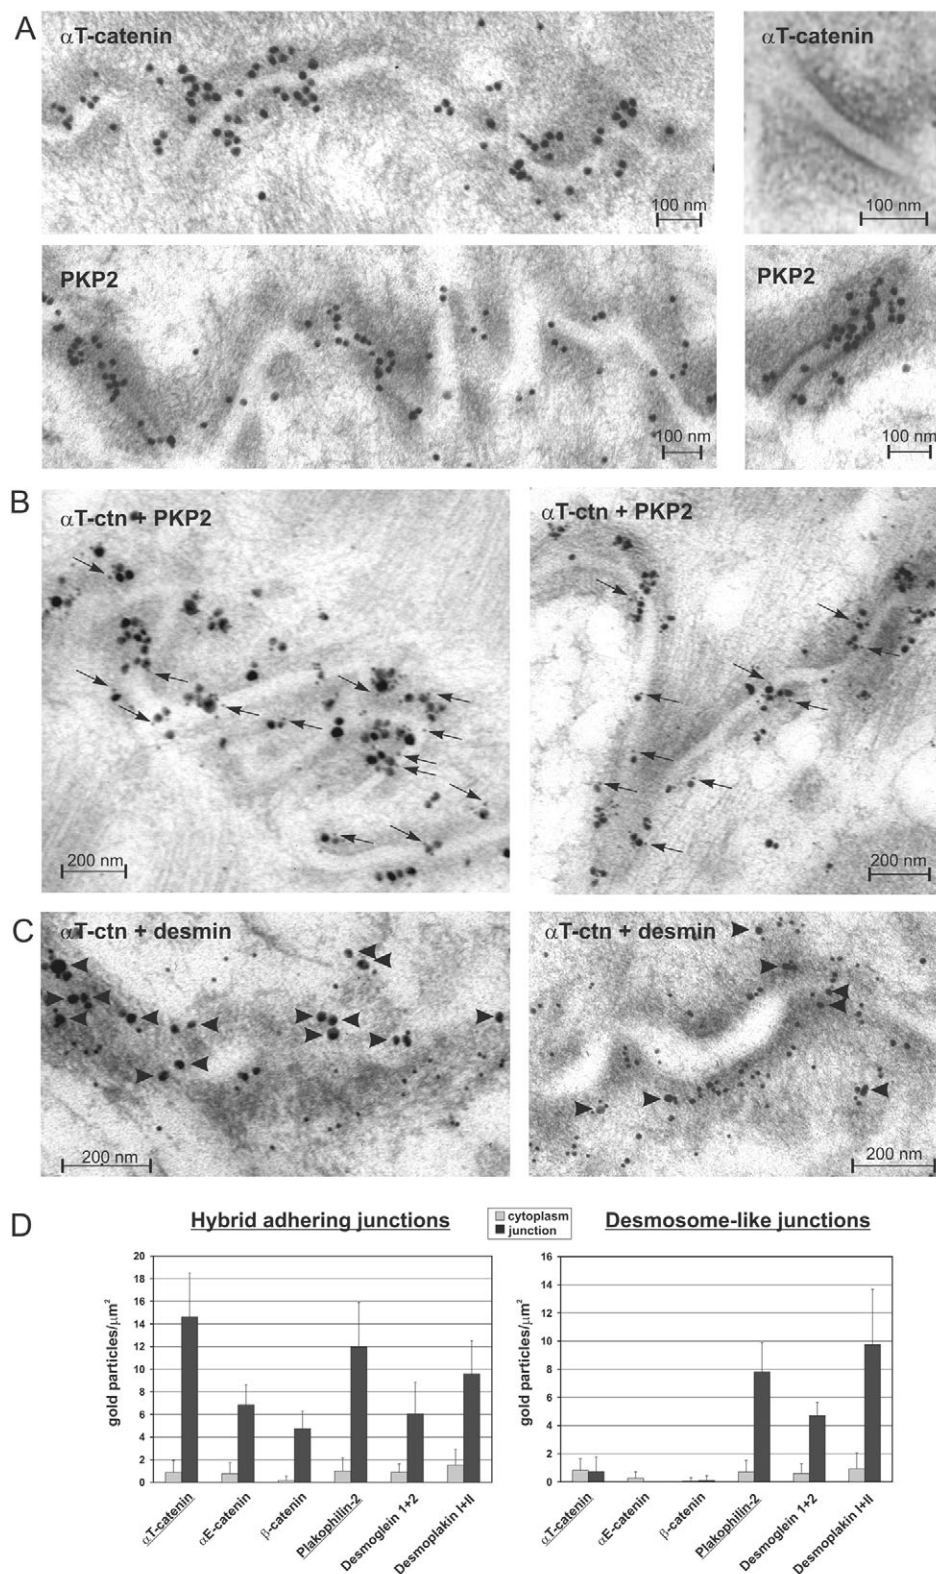 A
αT-catenin
αT-catenin
100 nm
100 nm
PKP2
PKP2
100 nm
100 nm
B
αT-ctn + PKP2
αT-ctn + PKP2
200 nm
200 nm
C
αT-ctn + desmin
αT-ctn + desmin
200 nm
200 nm
D
Hybrid adhering junctions
cytoplasm
junction
Desmosome-like junctions
gold particles/μm²
20
18
16
14
12
10
8
6
4
2
0
αT-catenin
αE-catenin
β-catenin
Plakophilin-2
Desmoglein 1+2
Desmoplakin I+II
gold particles/μm²
16
14
12
10
8
6
4
2
0
αT-catenin
αE-catenin
β-catenin
Plakophilin-2
Desmoglein 1+2
Desmoplakin I+II